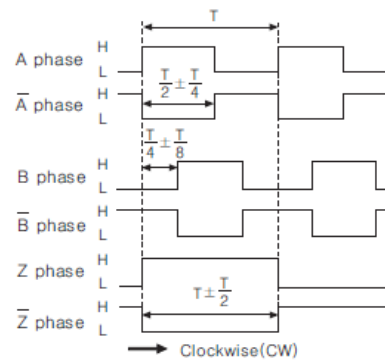 T
A phase H
L
T/2 ± T/4
A̅ phase H
L
T/4 ± T/8
B phase H
L
B̅ phase H
L
Z phase H
L
T ± T/2
Z̅ phase H
L
Clockwise(CW)